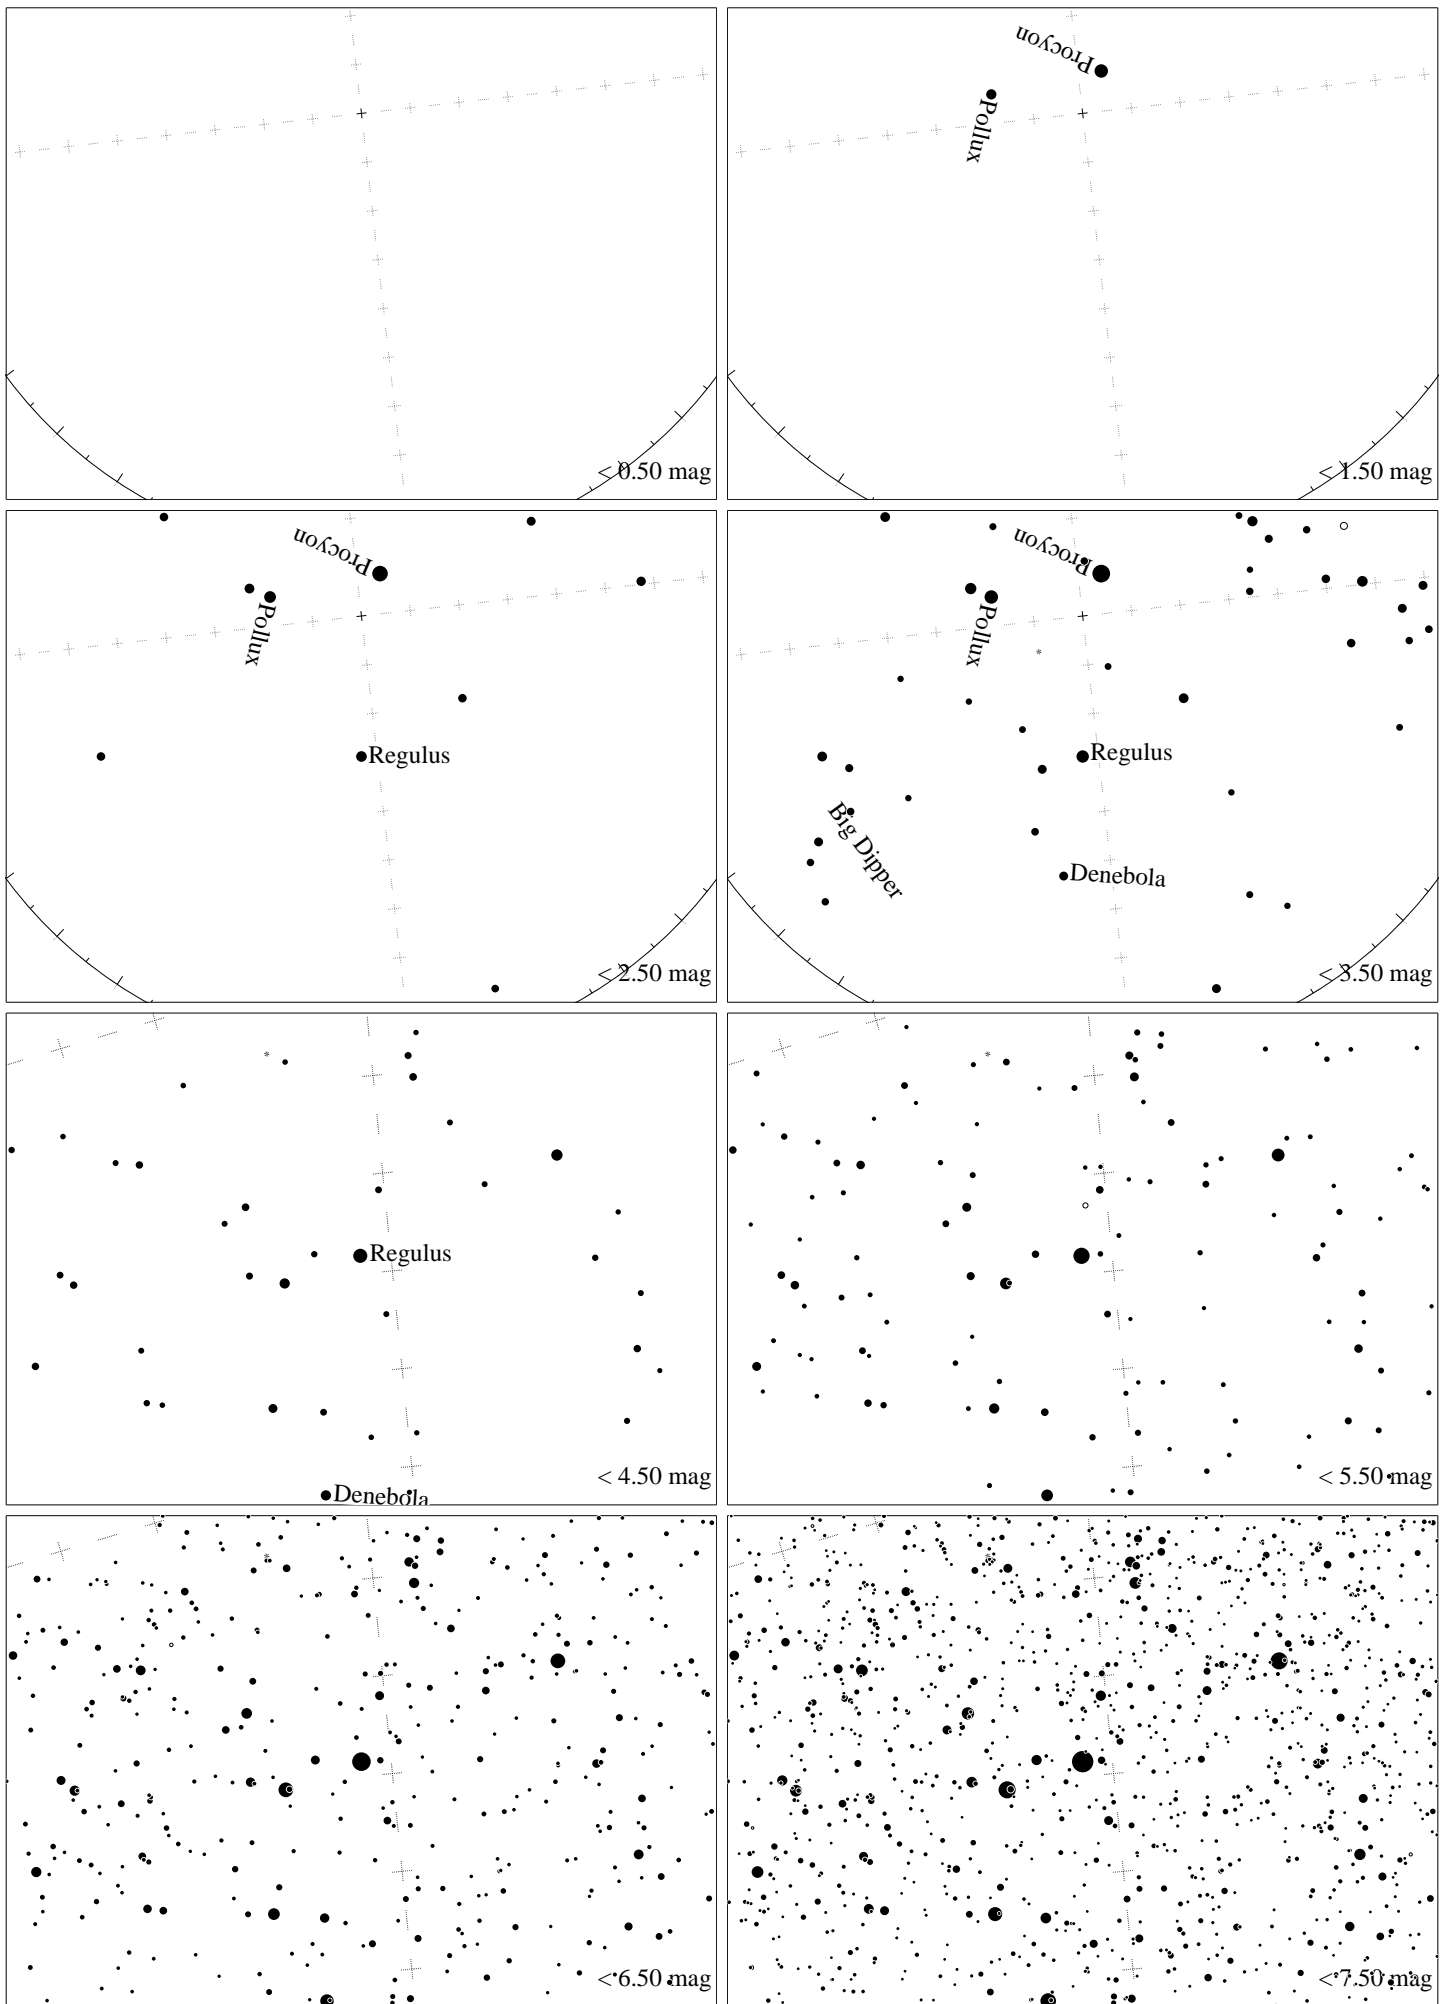 < 0.50 mag
Procyon
Pollux
< 1.50 mag
Procyon
Pollux
Regulus
< 2.50 mag
Procyon
Pollux
Regulus
Big Dipper
Denebola
< 3.50 mag
Regulus
Denebola
< 4.50 mag
< 5.50 mag
< 6.50 mag
< 7.50 mag